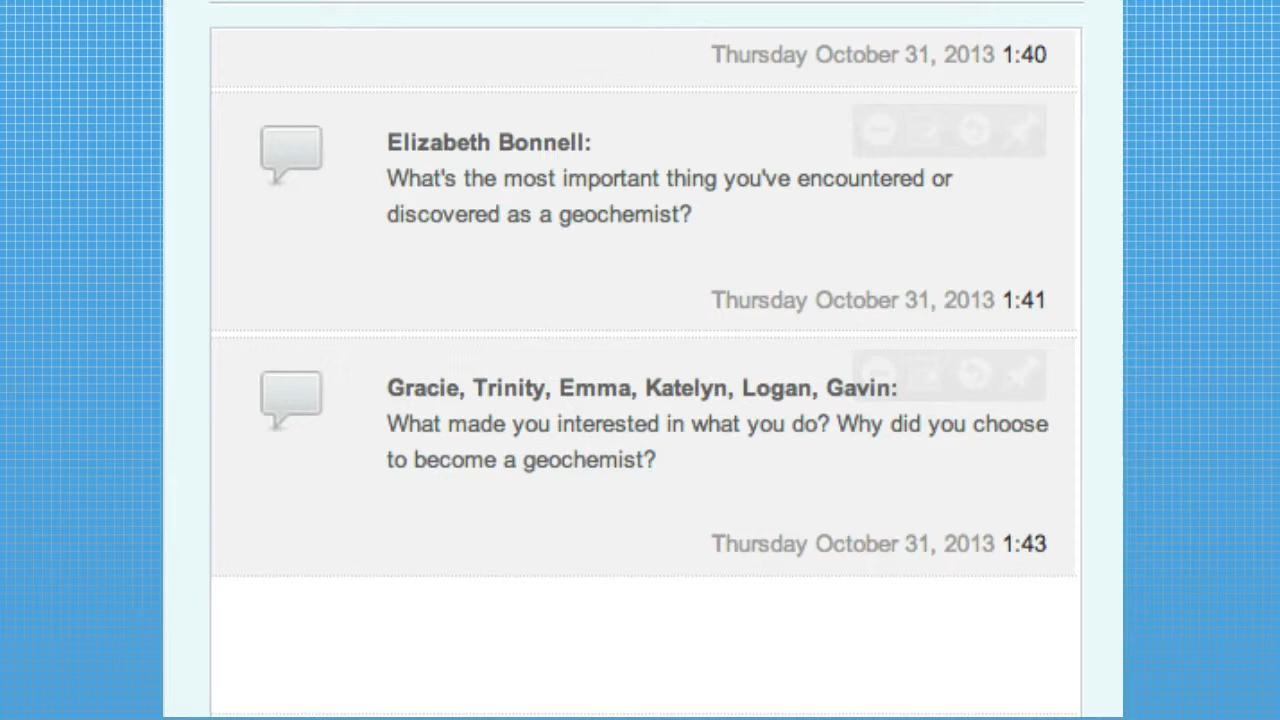 Thursday October 31, 2013 1:40
Elizabeth Bonnell:
What's the most important thing you've encountered or
discovered as a geochemist?
Thursday October 31, 2013 1:41
Gracie, Trinity, Emma, Katelyn, Logan, Gavin:
What made you interested in what you do? Why did you choose
to become a geochemist?
Thursday October 31, 2013 1:43